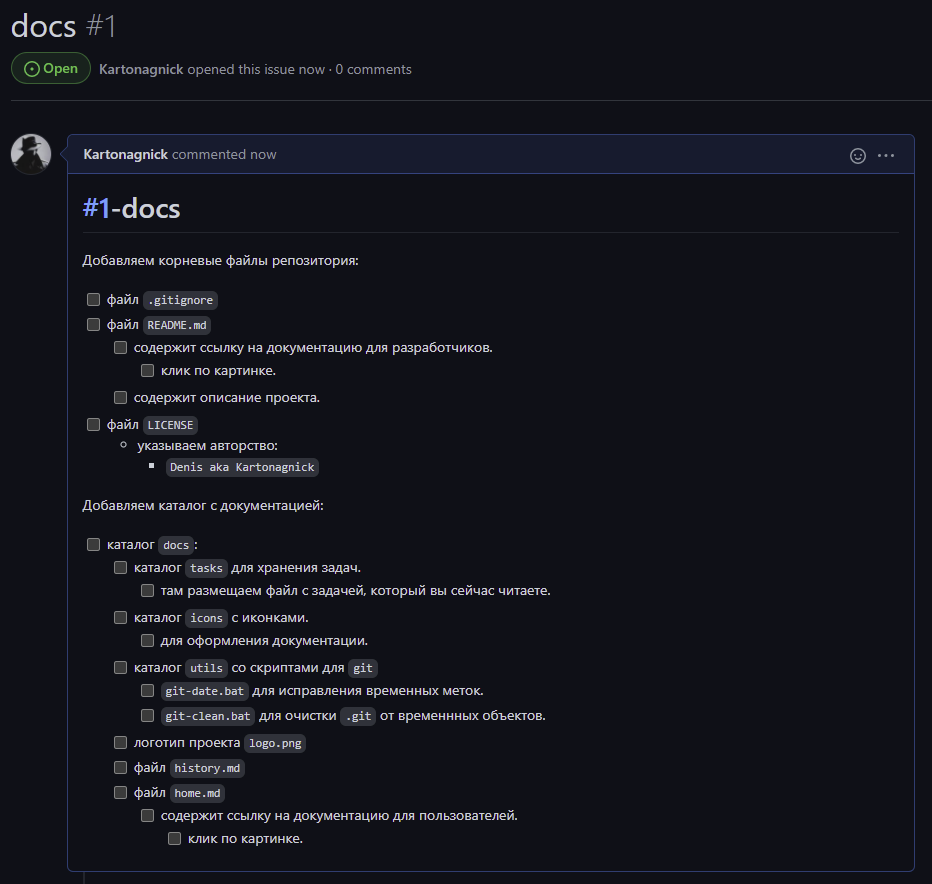 docs #1
Open Kartonagnick opened this issue now · 0 comments
Kartonagnick commented now
#1-docs
Добавляем корневые файлы репозитория:
файл .gitignore
файл README.md
содержит ссылку на документацию для разработчиков.
клик по картинке.
содержит описание проекта.
файл LICENSE
указываем авторство:
Denis aka Kartonagnick
Добавляем каталог с документацией:
каталог docs:
каталог tasks для хранения задач.
там размещаем файл с задачей, который вы сейчас читаете.
каталог icons с иконками.
для оформления документации.
каталог utils со скриптами для git
git-date.bat для исправления временных меток.
git-clean.bat для очистки .git от временнных объектов.
логотип проекта logo.png
файл history.md
файл home.md
содержит ссылку на документацию для пользователей.
клик по картинке.